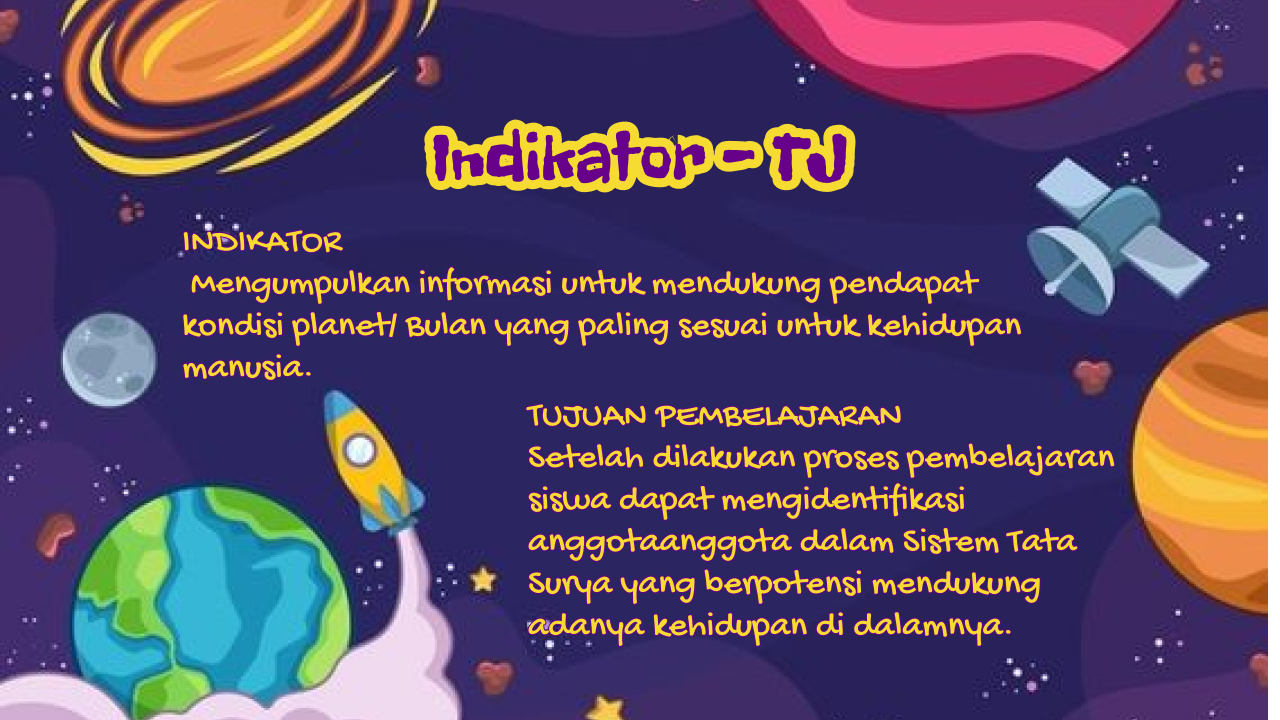 Indikator - TJ
INDIKATOR
Mengumpulkan informasi untuk mendukung pendapat
kondisi planet/ Bulan yang paling sesuai untuk kehidupan
manusia.
TUJUAN PEMBELAJARAN
Setelah dilakukan proses pembelajaran
siswa dapat mengidentifikasi
anggotaanggota dalam Sistem Tata
Surya yang berpotensi mendukung
adanya kehidupan di dalamnya.